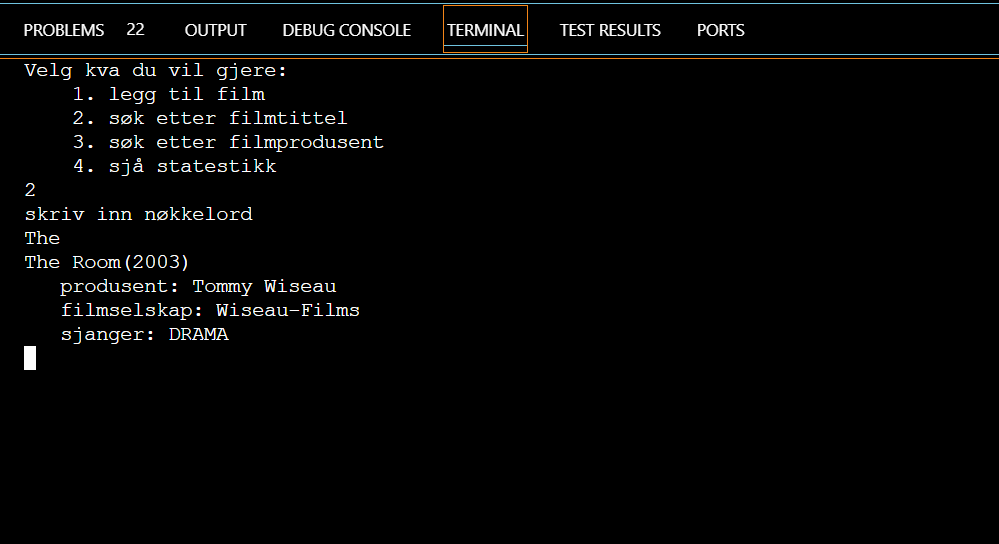 PROBLEMS 22 OUTPUT DEBUG CONSOLE TERMINAL TEST RESULTS PORTS
Velg kva du vil gjere:
    1. legg til film
    2. søk etter filmtittel
    3. søk etter filmprodusent
    4. sjå statestikk
2
skriv inn nøkkelord
The
The Room(2003)
   produsent: Tommy Wiseau
   filmselskap: Wiseau-Films
   sjanger: DRAMA